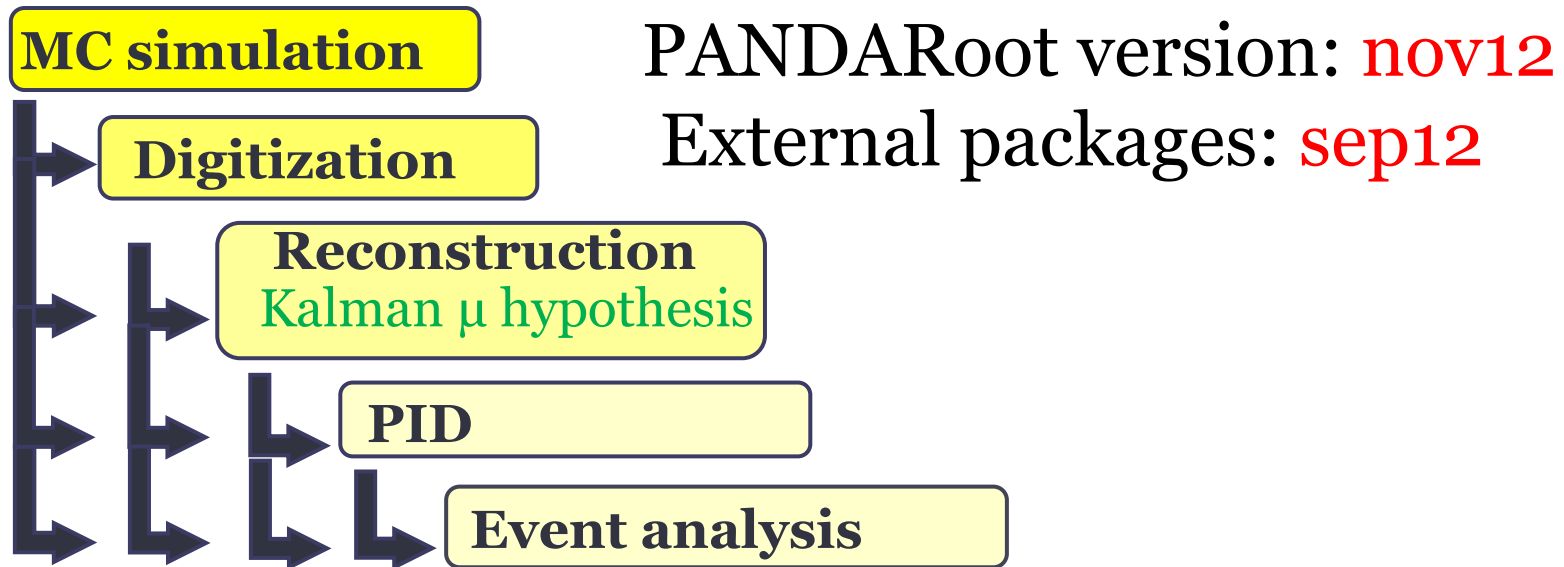 MC simulation
PANDARoot version: nov12
External packages: sep12
Digitization
Reconstruction
Kalman μ hypothesis
PID
Event analysis